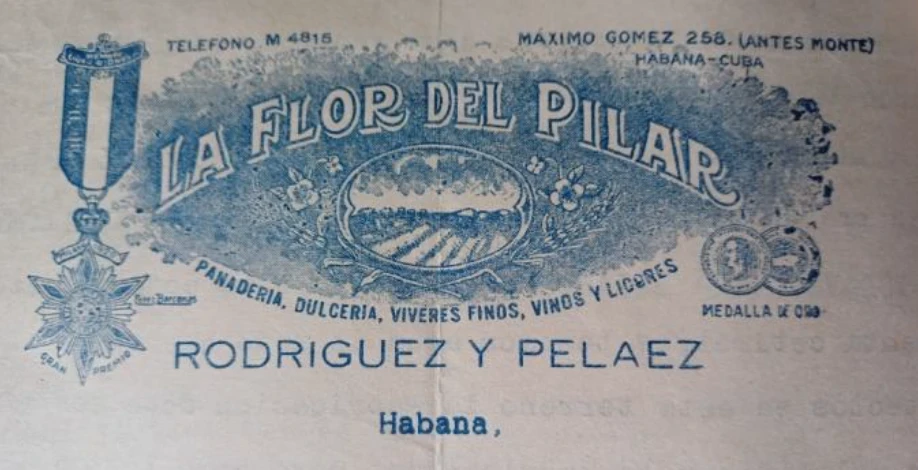 TELEFONO M 4815
MÁXIMO GOMEZ 258. (ANTES MONTE)
HABANA-CUBA
LA FLOR DEL PILAR
PANADERIA, DULCERIA, VIVERES FINOS, VINOS Y LICORES
MEDALLA DE ORO
GRAN PREMIO
RODRIGUEZ Y PELAEZ
Habana,